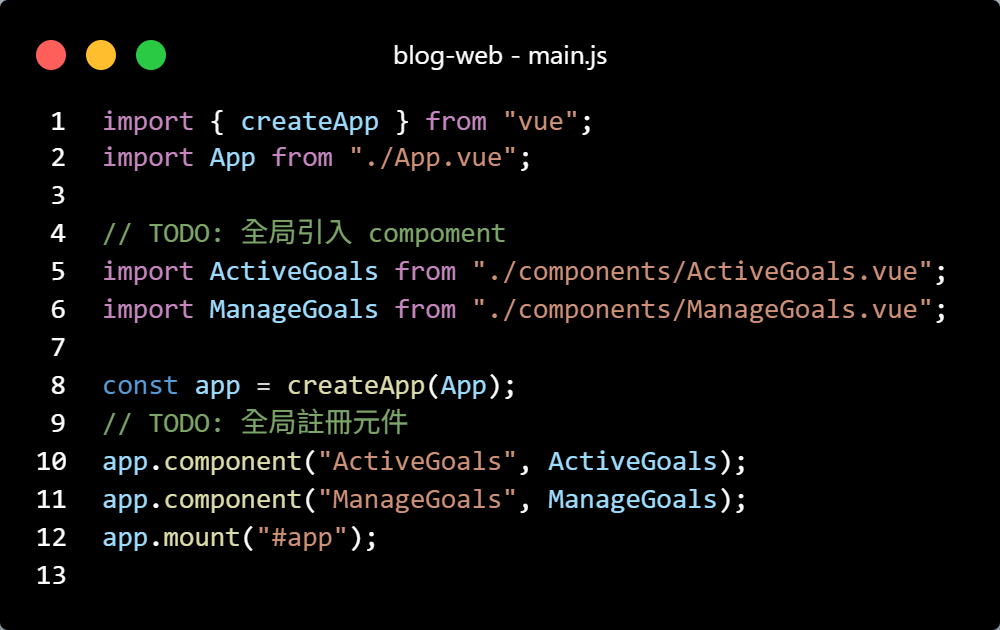 blog-web - main.js
1 import { createApp } from "vue";
2 import App from "./App.vue";
3
4 // TODO: 全局引入 compoment
5 import ActiveGoals from "./components/ActiveGoals.vue";
6 import ManageGoals from "./components/ManageGoals.vue";
7
8 const app = createApp(App);
9 // TODO: 全局註冊元件
10 app.component("ActiveGoals", ActiveGoals);
11 app.component("ManageGoals", ManageGoals);
12 app.mount("#app");
13